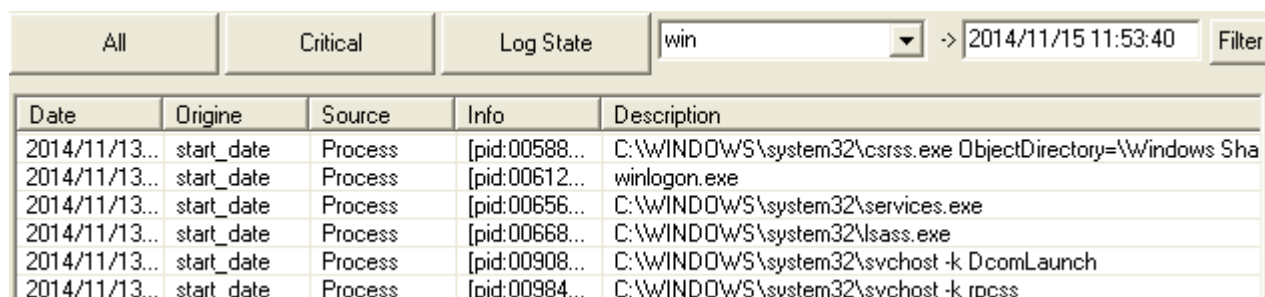 All Critical Log State win -> 2014/11/15 11:53:40 Filter
Date Origine Source Info Description
2014/11/13... start_date Process [pid:00588... C:\WINDOWS\system32\csrss.exe ObjectDirectory=\Windows Sha
2014/11/13... start_date Process [pid:00612... winlogon.exe
2014/11/13... start_date Process [pid:00656... C:\WINDOWS\system32\services.exe
2014/11/13... start_date Process [pid:00668... C:\WINDOWS\system32\lsass.exe
2014/11/13... start_date Process [pid:00908... C:\WINDOWS\system32\svchost -k DcomLaunch
2014/11/13... start_date Process [pid:00984... C:\WINDOWS\system32\svchost -k rpcss